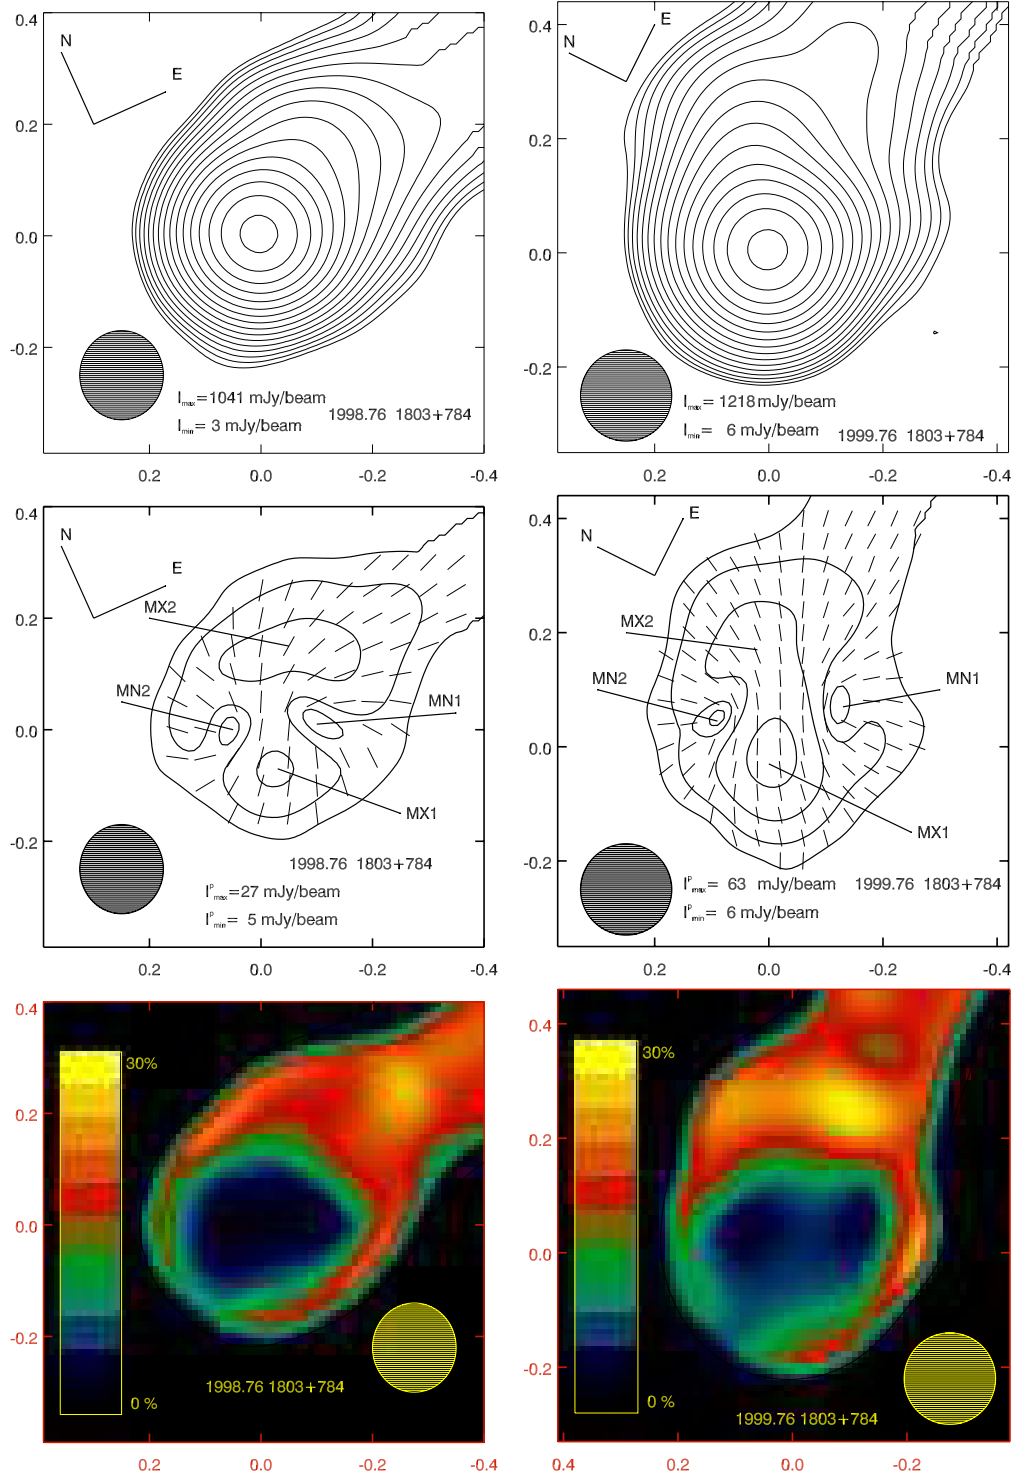 0.4
N
E
0.2
0.0
-0.2
Imax=1041 mJy/beam
1998.76 1803+784
Imin= 3 mJy/beam
0.2 0.0 -0.2 -0.4
0.4
E
N
0.2
0.0
-0.2
Imax=1218 mJy/beam
Imin= 6 mJy/beam
1999.76 1803+784
0.2 0.0 -0.2 -0.4
0.4
N
E
MX2
0.2
MN2
MN1
0.0
MX1
-0.2
1998.76 1803+784
I^p max=27 mJy/beam
I^p min= 5 mJy/beam
0.2 0.0 -0.2 -0.4
0.4
E
N
MX2
0.2
MN2
MN1
0.0
MX1
-0.2
I^p max= 63 mJy/beam 1999.76 1803+784
I^p min= 6 mJy/beam
0.2 0.0 -0.2 -0.4
0.4
30%
0.2
0.0
-0.2
1998.76 1803+784
0 %
0.2 0.0 -0.2 -0.4
0.4
30%
0.2
0.0
-0.2
0 %
1999.76 1803+784
0.4 0.2 0.0 -0.2